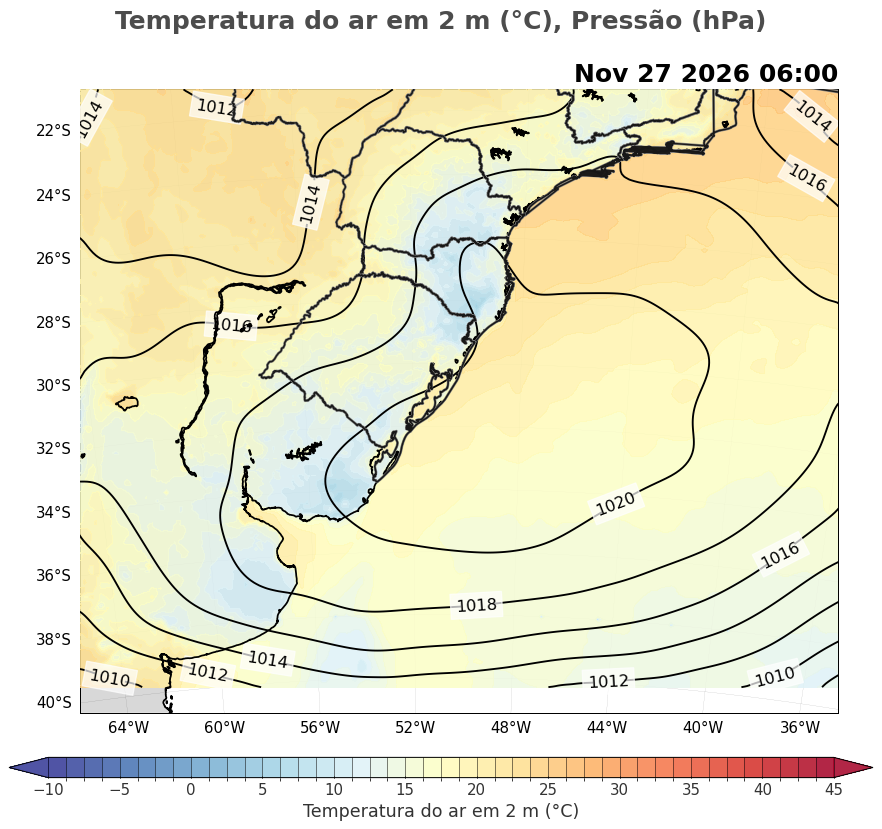 Temperatura do ar em 2 m (°C), Pressão (hPa)
Nov 27 2026 06:00
1014
1012
1014
1016
1014
1016
1020
1016
1018
1014
1012
1010
1012
1010
22°S
24°S
26°S
28°S
30°S
32°S
34°S
36°S
38°S
40°S
64°W 60°W 56°W 52°W 48°W 44°W 40°W 36°W
−10 −5 0 5 10 15 20 25 30 35 40 45
Temperatura do ar em 2 m (°C)